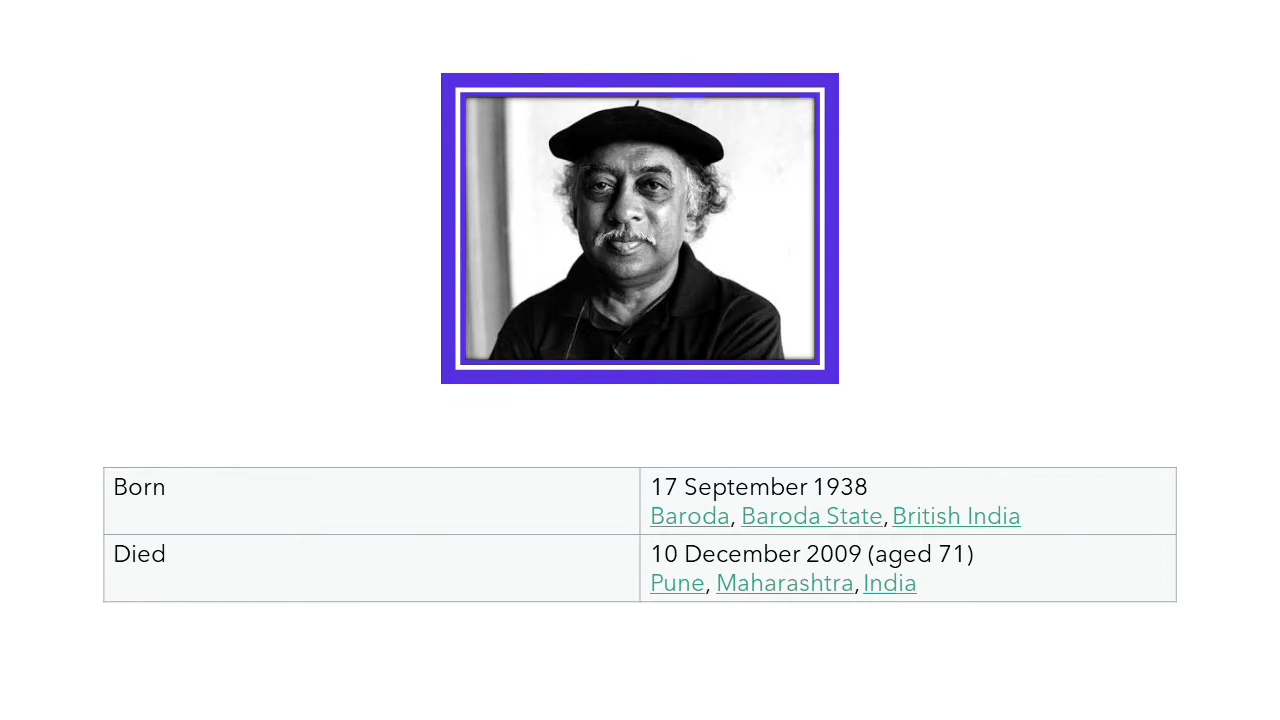 Born
17 September 1938
Baroda, Baroda State, British India
Died
10 December 2009 (aged 71)
Pune, Maharashtra, India